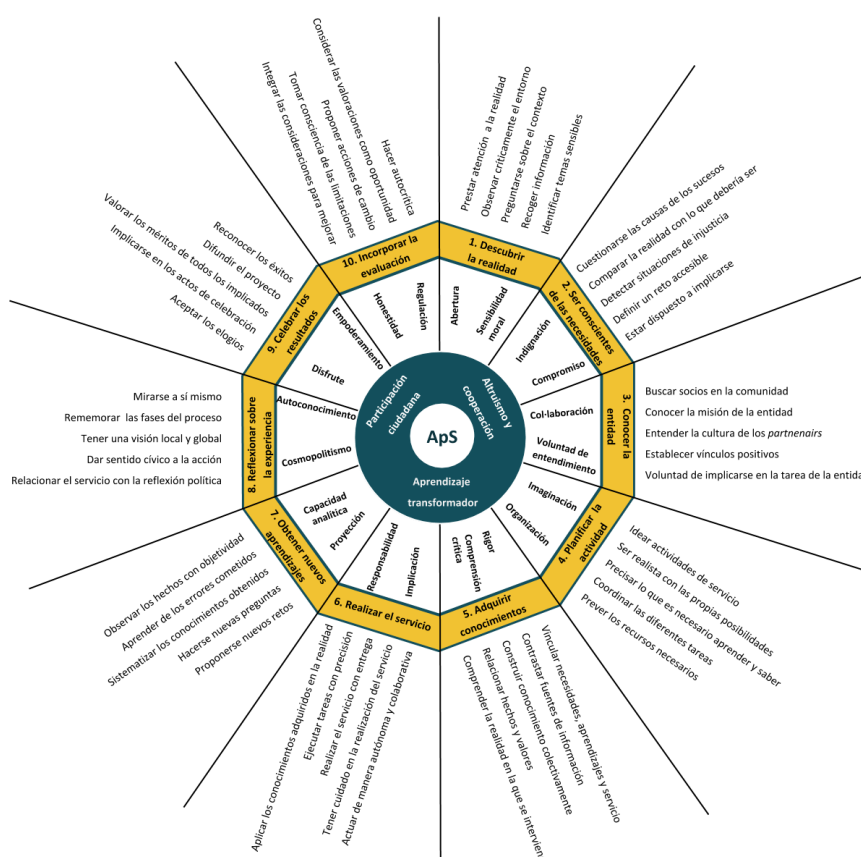 ApS
Altruismo y
cooperación
Aprendizaje
transformador
Participación
ciudadana
1. Descubrir
la realidad
Abertura
Sensibilidad
moral
Prestar atención a la realidad
Observar críticamente el entorno
Preguntarse sobre el contexto
Recoger información
Identificar temas sensibles
2. Ser conscientes
de las necesidades
Indignación
Compromiso
Cuestionarse las causas de los sucesos
Comparar la realidad con lo que debería ser
Detectar situaciones de injusticia
Definir un reto accesible
Estar dispuesto a implicarse
3. Conocer la
entidad
Col·laboración
Voluntad de
entendimiento
Buscar socios en la comunidad
Conocer la misión de la entidad
Entender la cultura de los partnenairs
Establecer vínculos positivos
Voluntad de implicarse en la tarea de la entida
4. Planificar la
actividad
Imaginación
Organización
Idear actividades de servicio
Ser realista con las propias posibilidades
Precisar lo que es necesario aprender y saber
Coordinar las diferentes tareas
Prever los recursos necesarios
5. Adquirir
conocimientos
Rigor
Comprensión
crítica
Vincular necesidades, aprendizajes y servicio
Contrastar fuentes de información
Construir conocimiento colectivamente
Relacionar hechos y valores
Comprender la realidad en la que se intervien
6. Realizar el servicio
Implicación
Responsabilidad
Aplicar los conocimientos adquiridos en la realidad
Ejecutar tareas con precisión
Realizar el servicio con entrega
Tener cuidado en la realización del servicio
Actuar de manera autónoma y colaborativa
7. Obtener nuevos
aprendizajes
Capacidad
analítica
Proyección
Observar los hechos con objetividad
Aprender de los errores cometidos
Sistematizar los conocimientos obtenidos
Hacerse nuevas preguntas
Proponerse nuevos retos
8. Reflexionar sobre
la experiencia
Autoconocimiento
Cosmopolitismo
Mirarse a sí mismo
Rememorar las fases del proceso
Tener una visión local y global
Dar sentido cívico a la acción
Relacionar el servicio con la reflexión política
9. Celebrar los
resultados
Empoderamiento
Disfrute
Reconocer los éxitos
Difundir el proyecto
Valorar los méritos de todos los implicados
Implicarse en los actos de celebración
Aceptar los elogios
10. Incorporar la
evaluación
Honestidad
Regulación
Hacer autocrítica
Considerar las valoraciones como oportunidad
Proponer acciones de cambio
Tomar consciencia de las limitaciones
Integrar las consideraciones para mejorar